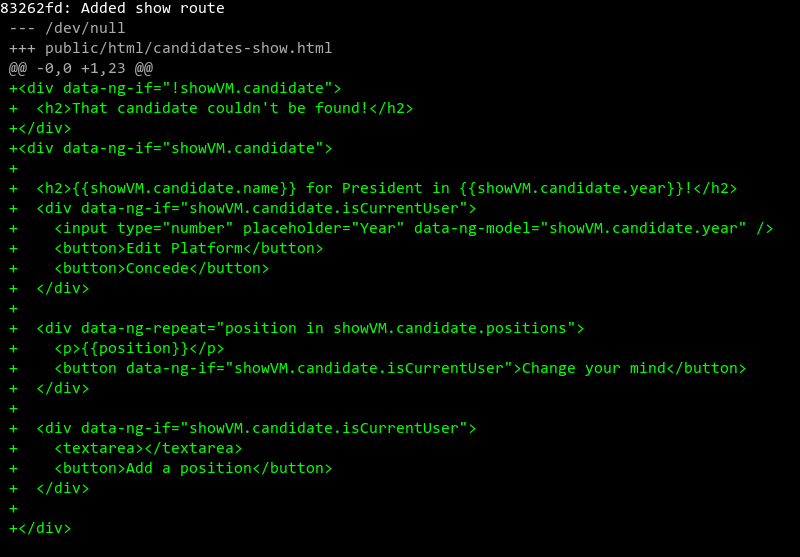 83262fd: Added show route
--- /dev/null
+++ public/html/candidates-show.html
@@ -0,0 +1,23 @@
+<div data-ng-if="!showVM.candidate">
+  <h2>That candidate couldn't be found!</h2>
+</div>
+<div data-ng-if="showVM.candidate">
+
+  <h2>{{showVM.candidate.name}} for President in {{showVM.candidate.year}}!</h2>
+  <div data-ng-if="showVM.candidate.isCurrentUser">
+    <input type="number" placeholder="Year" data-ng-model="showVM.candidate.year" />
+    <button>Edit Platform</button>
+    <button>Concede</button>
+  </div>
+
+  <div data-ng-repeat="position in showVM.candidate.positions">
+    <p>{{position}}</p>
+    <button data-ng-if="showVM.candidate.isCurrentUser">Change your mind</button>
+  </div>
+
+  <div data-ng-if="showVM.candidate.isCurrentUser">
+    <textarea></textarea>
+    <button>Add a position</button>
+  </div>
+
+</div>